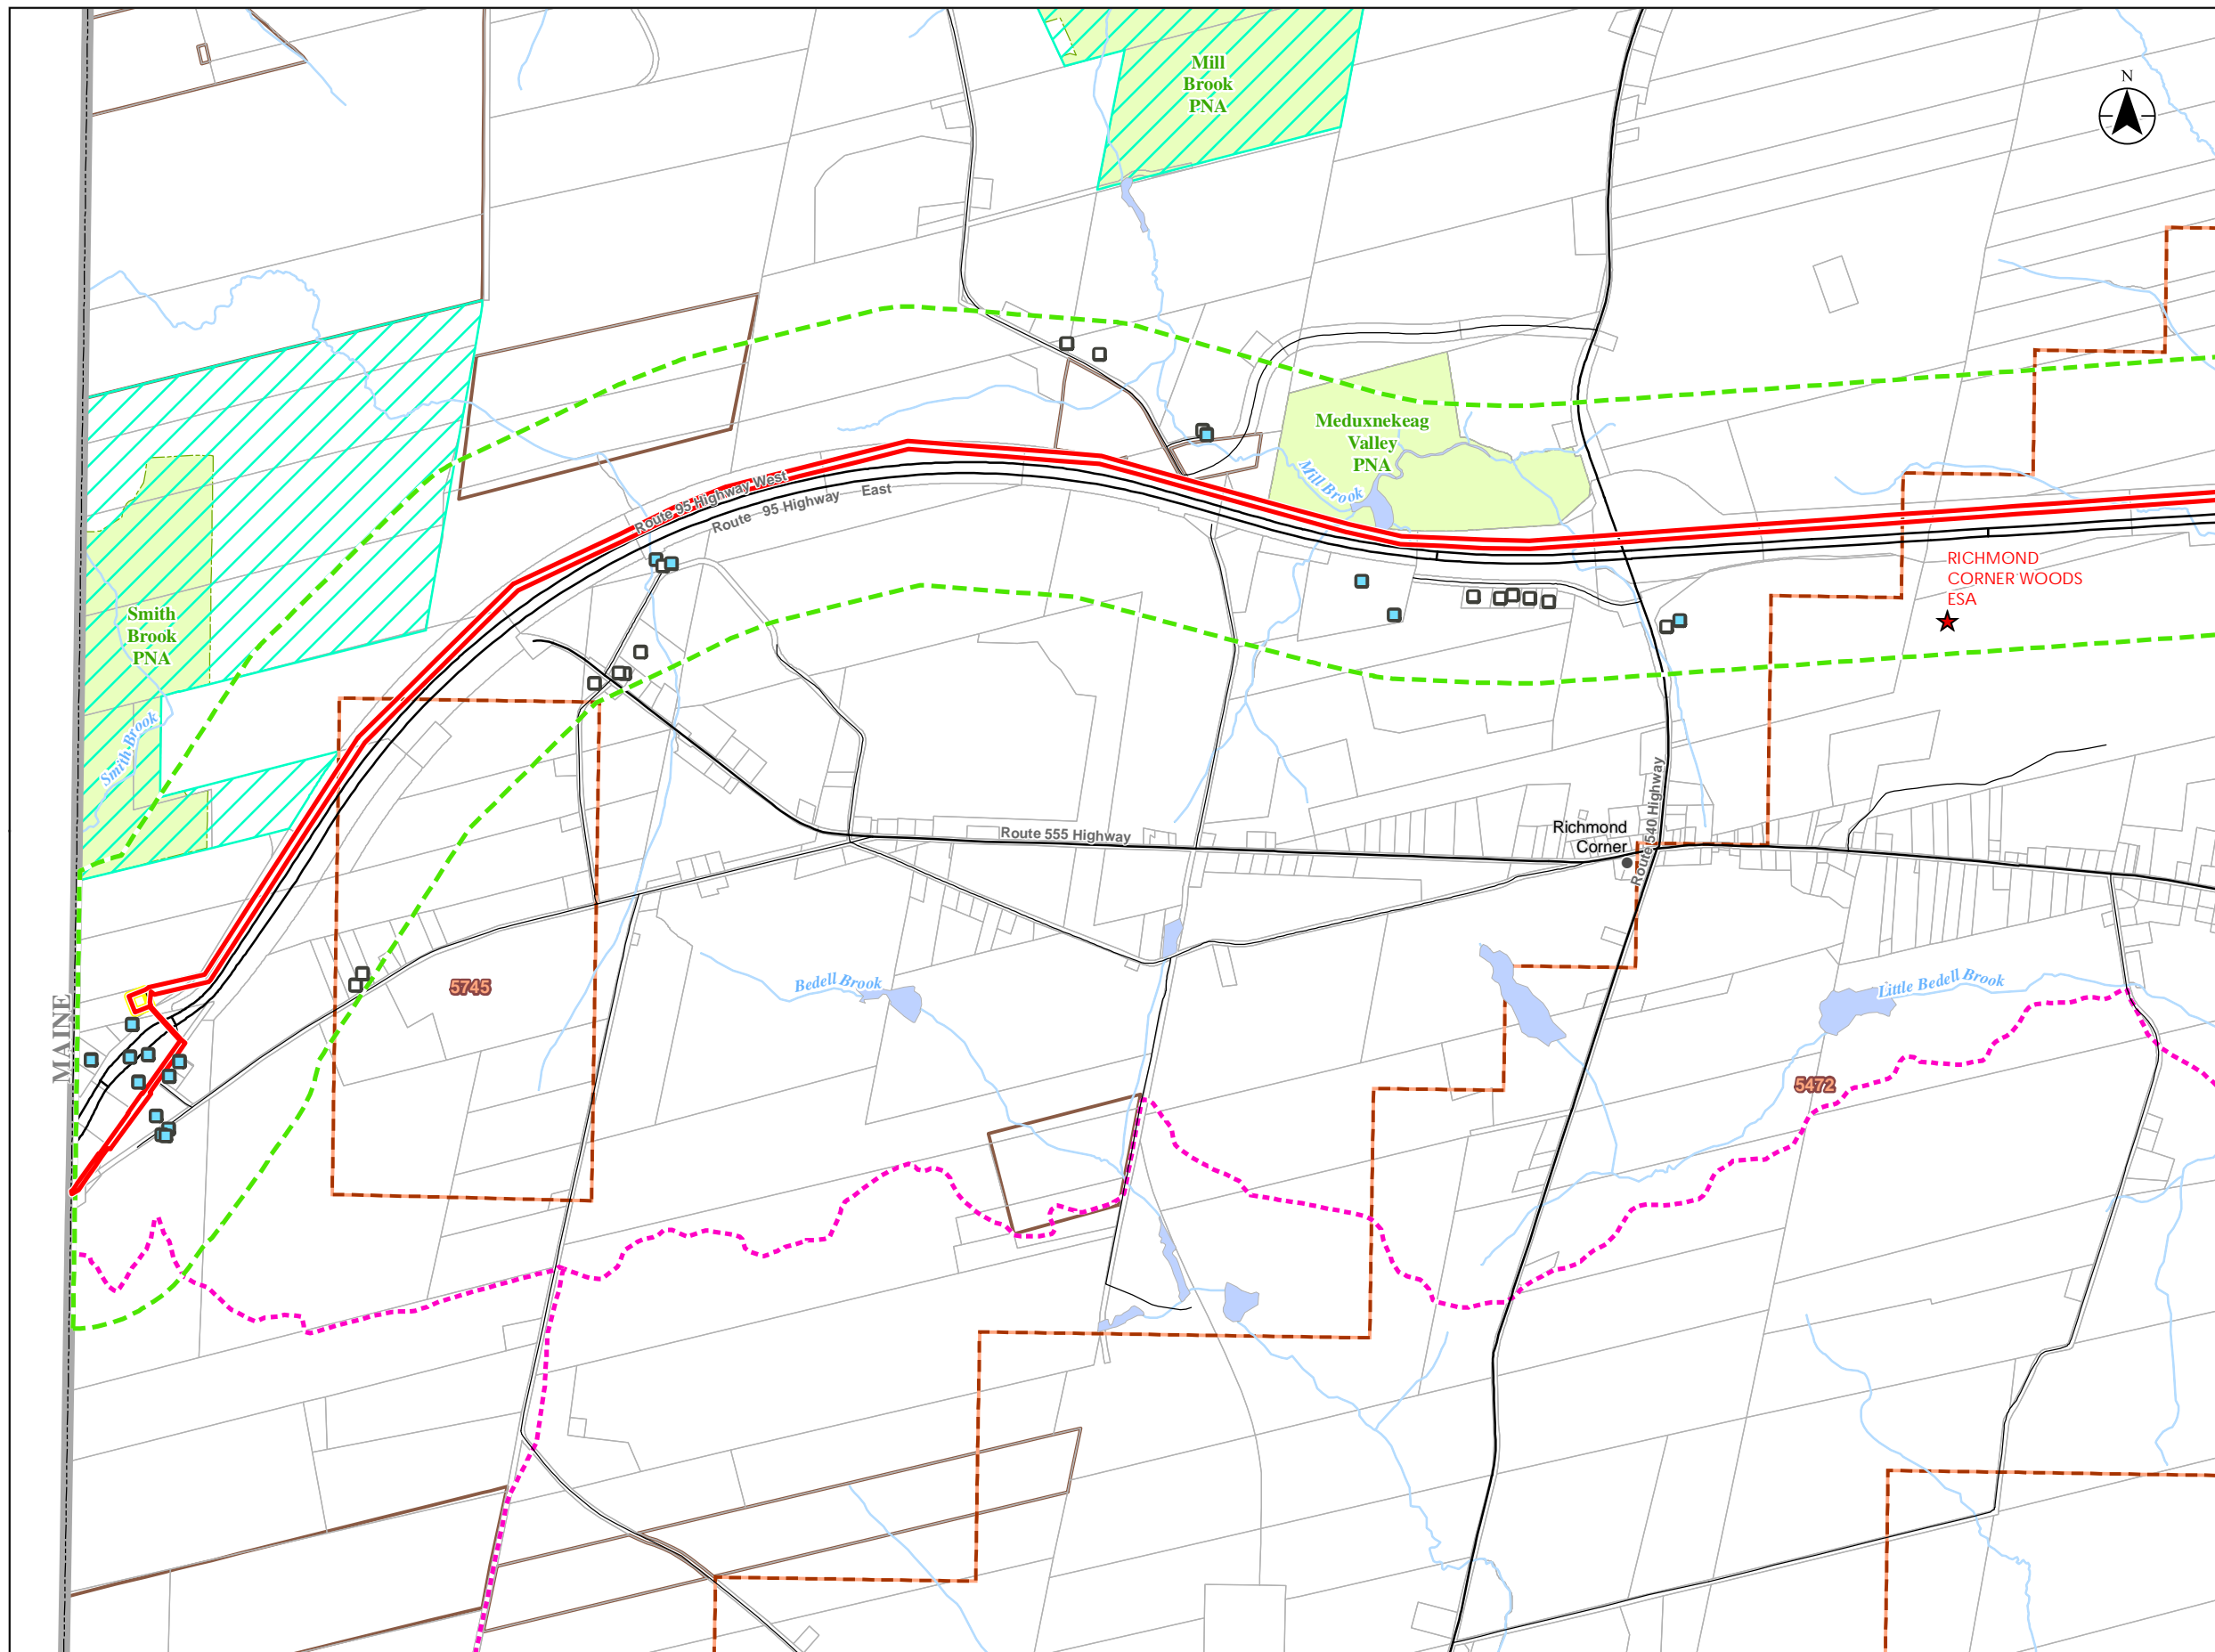 Mill
Brook
PNA
N
Meduxnekeag
Valley
PNA
Mill Brook
Route 95 Highway West
Route 95 Highway East
RICHMOND
CORNER WOODS
ESA
Smith
Brook
PNA
Smith Brook
Route 555 Highway
Richmond
Corner
Route 540 Highway
5745
Bedell Brook
Little Bedell Brook
MAINE
5472